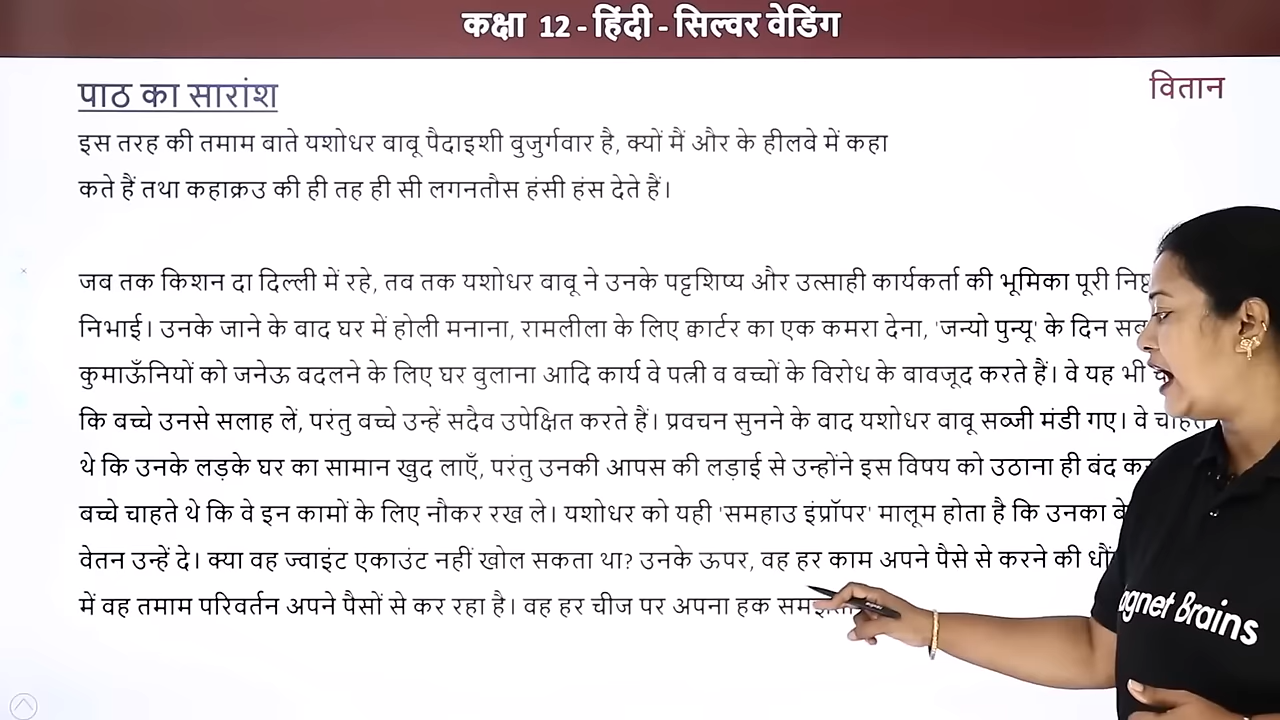 कक्षा 12 - हिंदी - सिल्वर वेडिंग
पाठ का सारांश
वितान
इस तरह की तमाम वाते यशोधर बाबू पैदाइशी बुजुर्गवार है, क्यों मैं और के हीलवे में कहा
कते हैं तथा कहाक्रउ की ही तह ही सी लगनतौस हंसी हंस देते हैं।
जब तक किशन दा दिल्ली में रहे, तव तक यशोधर वावू ने उनके पट्टशिष्य और उत्साही कार्यकर्ता की भूमिका पूरी
निभाई। उनके जाने के वाद घर में होली मनाना, रामलीला के लिए क्वार्टर का एक कमरा देना, 'जन्यो पुन्यू' के दिन
कुमाऊँनियों को जनेऊ वदलने के लिए घर वुलाना आदि कार्य वे पत्नी व बच्चों के विरोध के वावजूद करते हैं। वे यह भी
कि बच्चे उनसे सलाह लें, परंतु वच्चे उन्हें सदैव उपेक्षित करते हैं। प्रवचन सुनने के वाद यशोधर वावू सव्जी मंडी गए। वे चाहते
थे कि उनके लड़के घर का सामान खुद लाएँ, परंतु उनकी आपस की लड़ाई से उन्होंने इस विषय को उठाना ही वंद
बच्चे चाहते थे कि वे इन कामों के लिए नौकर रख ले। यशोधर को यही 'समहाउ इंप्रॉपर' मालूम होता है कि उनका
वेतन उन्हें दे। क्या वह ज्वाइंट एकाउंट नहीं खोल सकता था? उनके ऊपर, वह हर काम अपने पैसे से करने की
में वह तमाम परिवर्तन अपने पैसों से कर रहा है। वह हर चीज पर अपना हक
agnet Brains